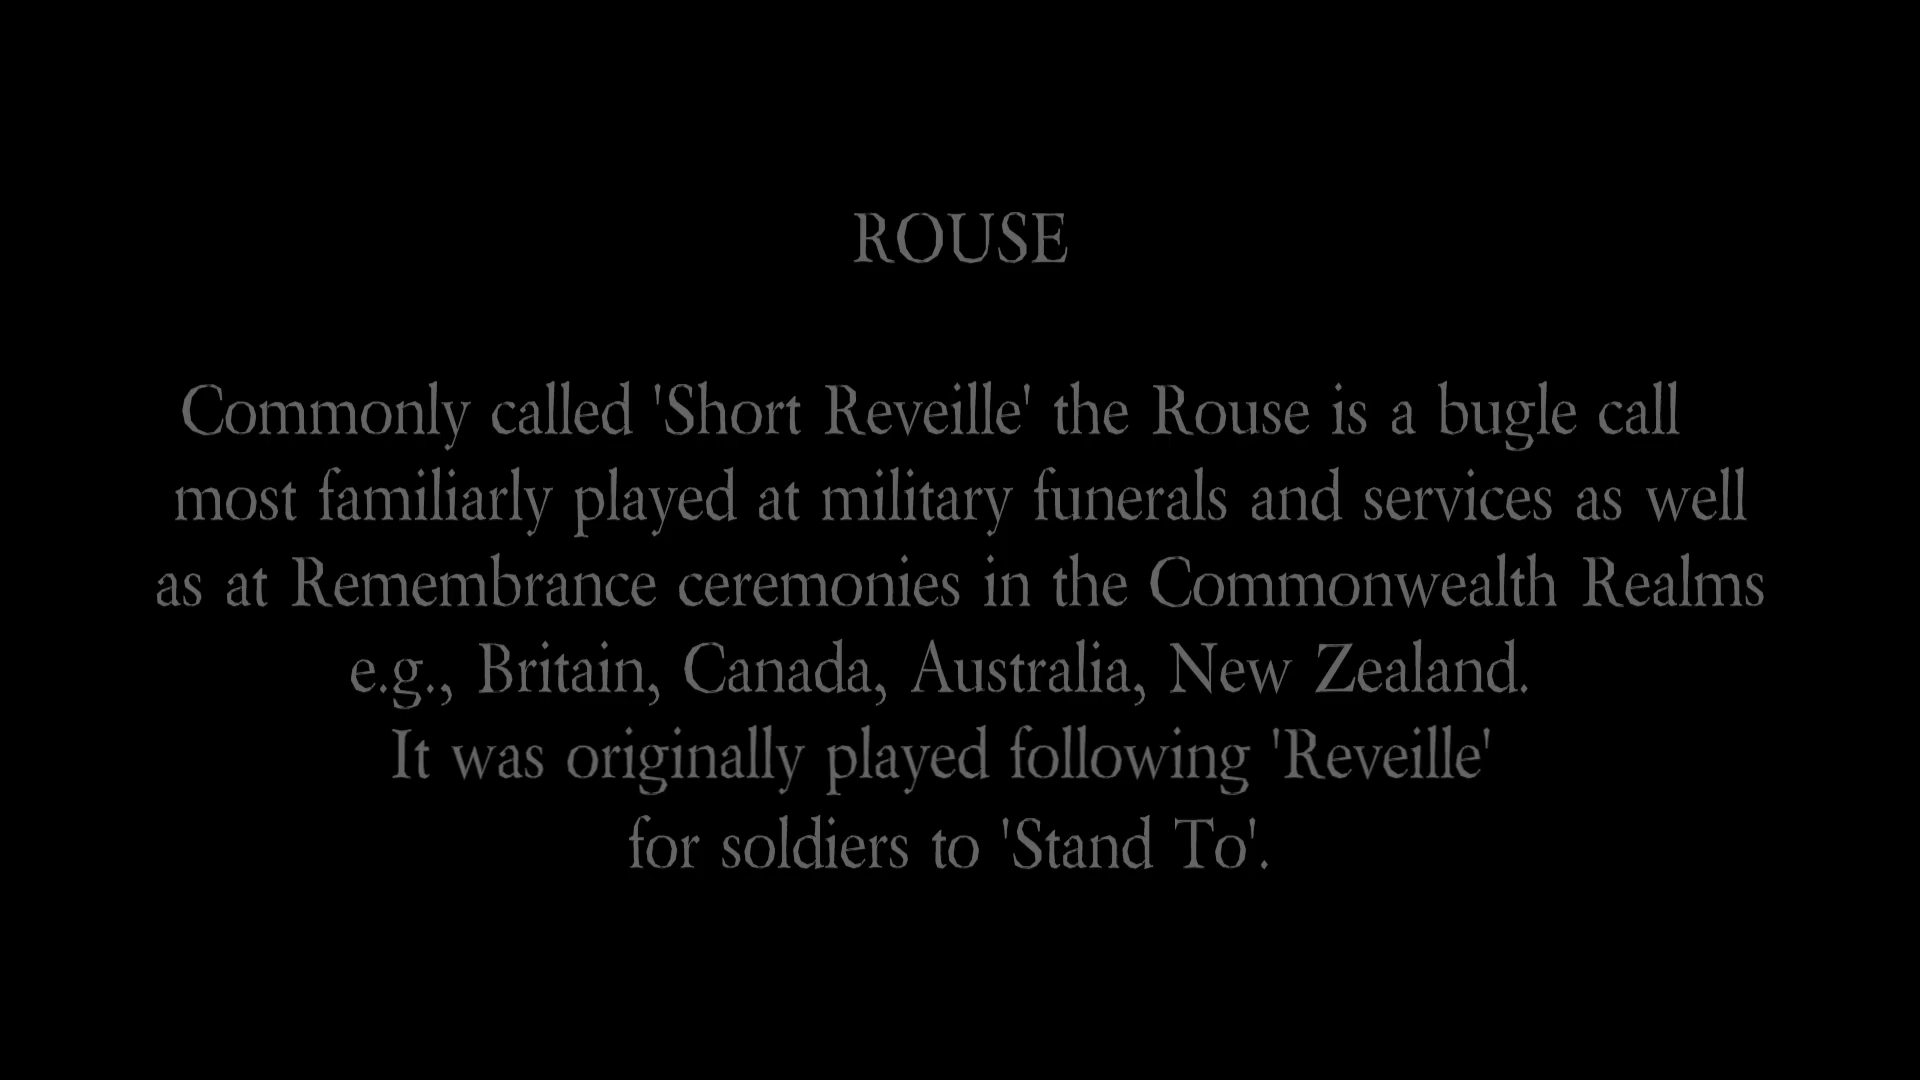 ROUSE
Commonly called 'Short Reveille' the Rouse is a bugle call
most familiarly played at military funerals and services as well
as at Remembrance ceremonies in the Commonwealth Realms
e.g., Britain, Canada, Australia, New Zealand.
It was originally played following 'Reveille'
for soldiers to 'Stand To'.